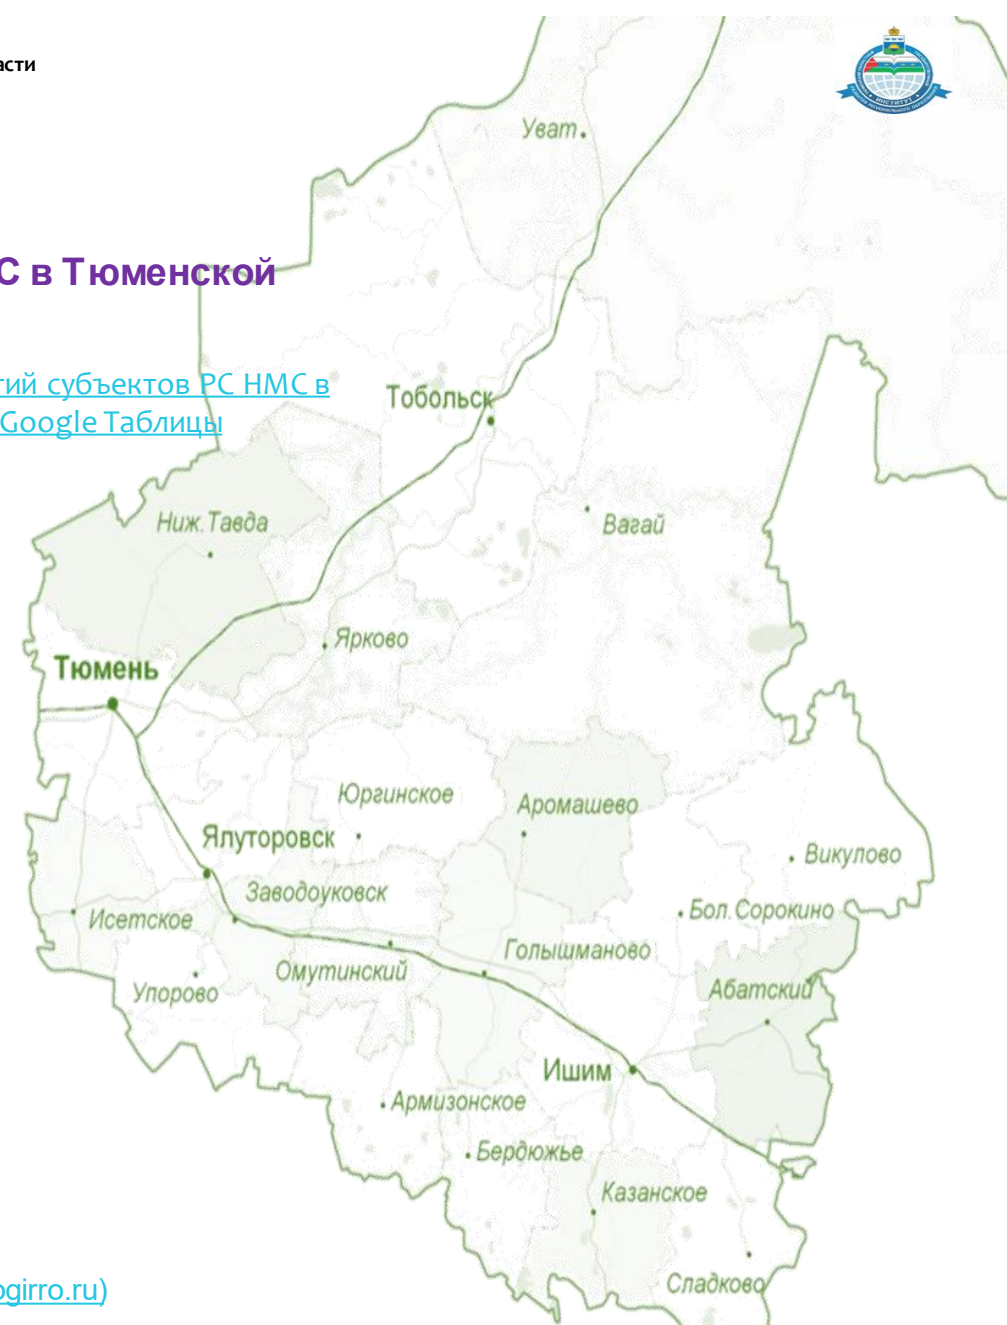 асти
Уват
С в Тюменской
тий субъектов РС НМС в
Google Таблицы
Тобольск
Ниж.Тавда
Вагай
Ярково
Тюмень
Юргинское
Аромашево
Ялуторовск
Викулово
Заводоуковск
Исетское
Бол.Сорокино
Голышманово
Омутинский
Упорово
Абатский
Ишим
Армизонское
Бердюжье
Казанское
Сладково
ogirro.ru)
ИНСТИТУТ